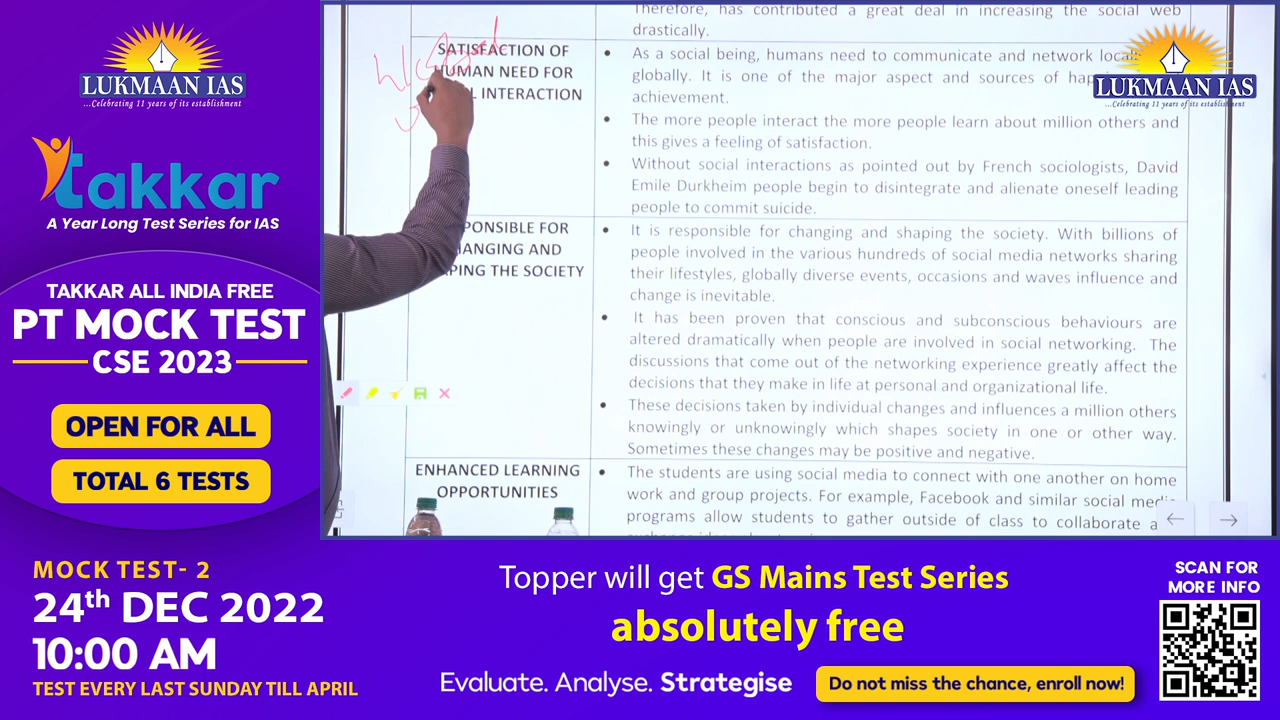 LUKMAAN IAS
...Celebrating 11 years of its establishment
takkar
A Year Long Test Series for IAS
TAKKAR ALL INDIA FREE
PT MOCK TEST
CSE 2023
OPEN FOR ALL
TOTAL 6 TESTS
Therefore, has contributed a great deal in increasing the social web
drastically.
LUKMAAN IAS
...Celebrating 11 years of its establishment
SATISFACTION OF
HUMAN NEED FOR
INTERACTION
As a social being, humans need to communicate and network
globally. It is one of the major aspect and sources of
achievement.
The more people interact the more people learn about million others and
this gives a feeling of satisfaction.
Without social interactions as pointed out by French sociologists, David
Emile Durkheim people begin to disintegrate and alienate oneself leading
people to commit suicide.
PONSIBLE FOR
HANGING AND
PING THE SOCIETY
It is responsible for changing and shaping the society. With billions of
people involved in the various hundreds of social media networks sharing
their lifestyles, globally diverse events, occasions and waves influence and
change is inevitable.
It has been proven that conscious and subconscious behaviours are
altered dramatically when people are involved in social networking. The
discussions that come out of the networking experience greatly affect the
decisions that they make in life at personal and organizational life.
These decisions taken by individual changes and influences a million others
knowingly or unknowingly which shapes society in one or other way.
Sometimes these changes may be positive and negative.
ENHANCED LEARNING
OPPORTUNITIES
The students are using social media to connect with one another on home
work and group projects. For example, Facebook and similar social
programs allow students to gather outside of class to collaborate
MOCK TEST- 2
24th DEC 2022
10:00 AM
TEST EVERY LAST SUNDAY TILL APRIL
Topper will get GS Mains Test Series
absolutely free
Evaluate. Analyse. Strategise
Do not miss the chance, enroll now!
SCAN FOR
MORE INFO